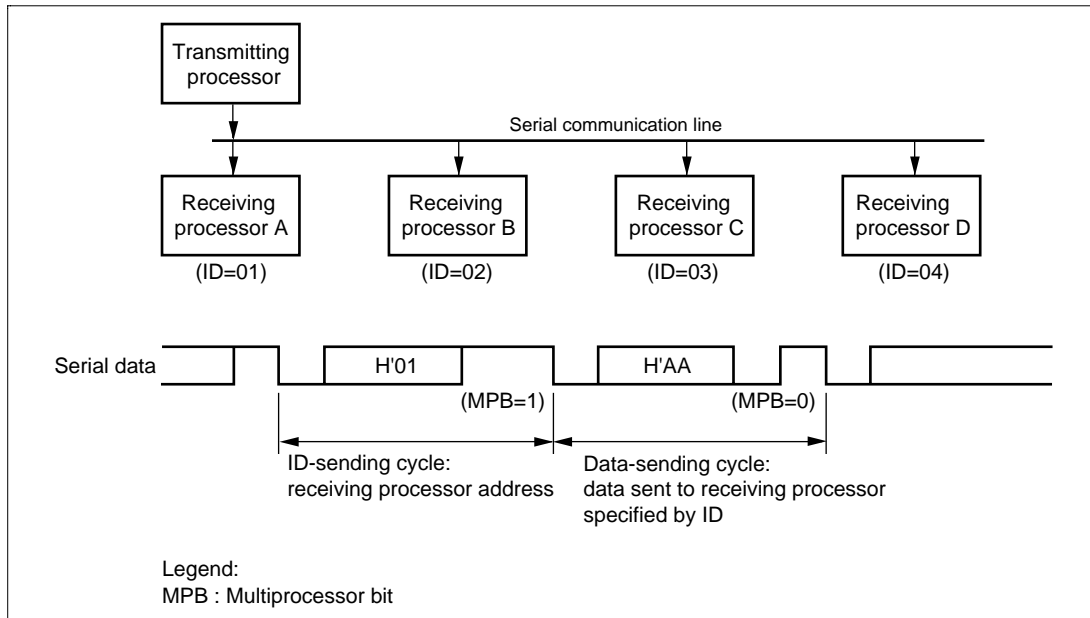 Transmitting
processor
Serial communication line
Receiving
processor A
Receiving
processor B
Receiving
processor C
Receiving
processor D
(ID=01)
(ID=02)
(ID=03)
(ID=04)
Serial data
H'01
H'AA
(MPB=1)
(MPB=0)
ID-sending cycle:
receiving processor address
Data-sending cycle:
data sent to receiving processor
specified by ID
Legend:
MPB : Multiprocessor bit